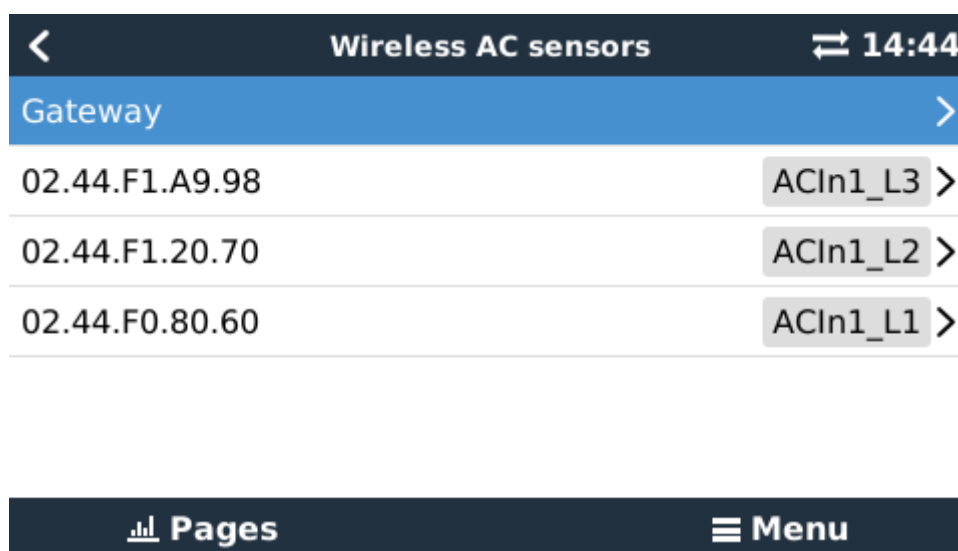 Wireless AC sensors 14:44
Gateway
02.44.F1.A9.98 ACIn1_L3
02.44.F1.20.70 ACIn1_L2
02.44.F0.80.60 ACIn1_L1
Pages Menu